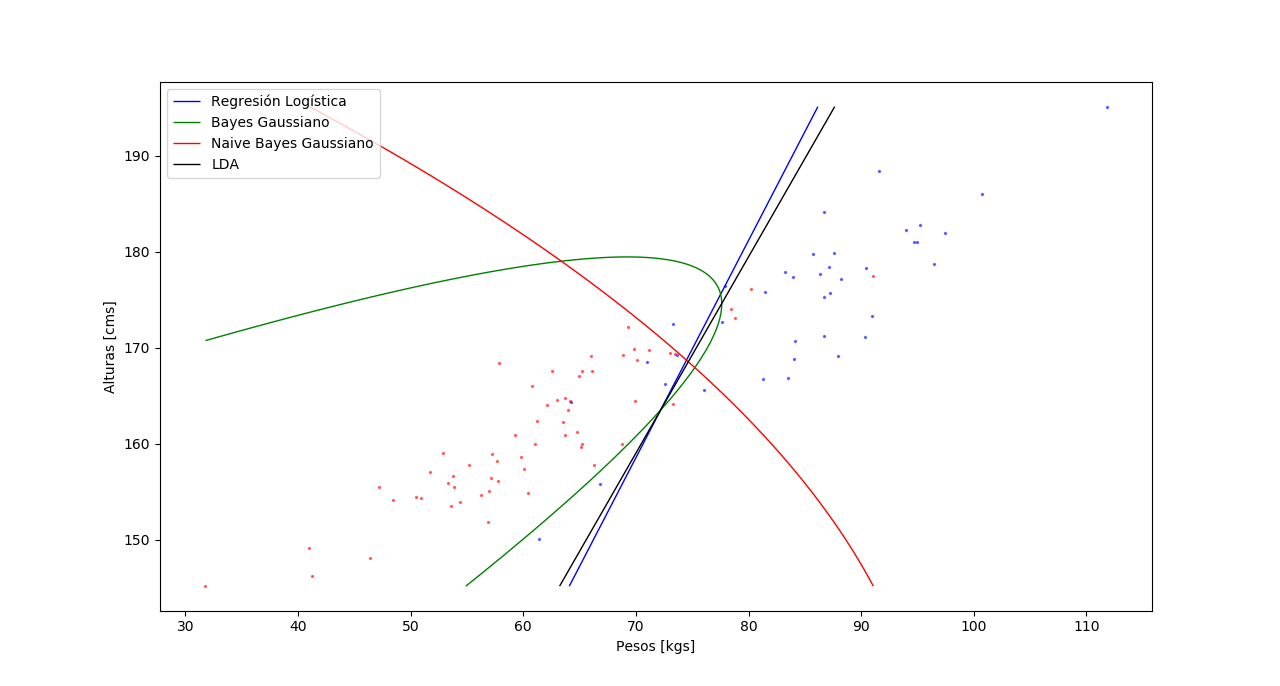 Regresión Logística
Bayes Gaussiano
Naive Bayes Gaussiano
LDA
190
180
170
160
150
Alturas [cms]
30 40 50 60 70 80 90 100 110
Pesos [kgs]